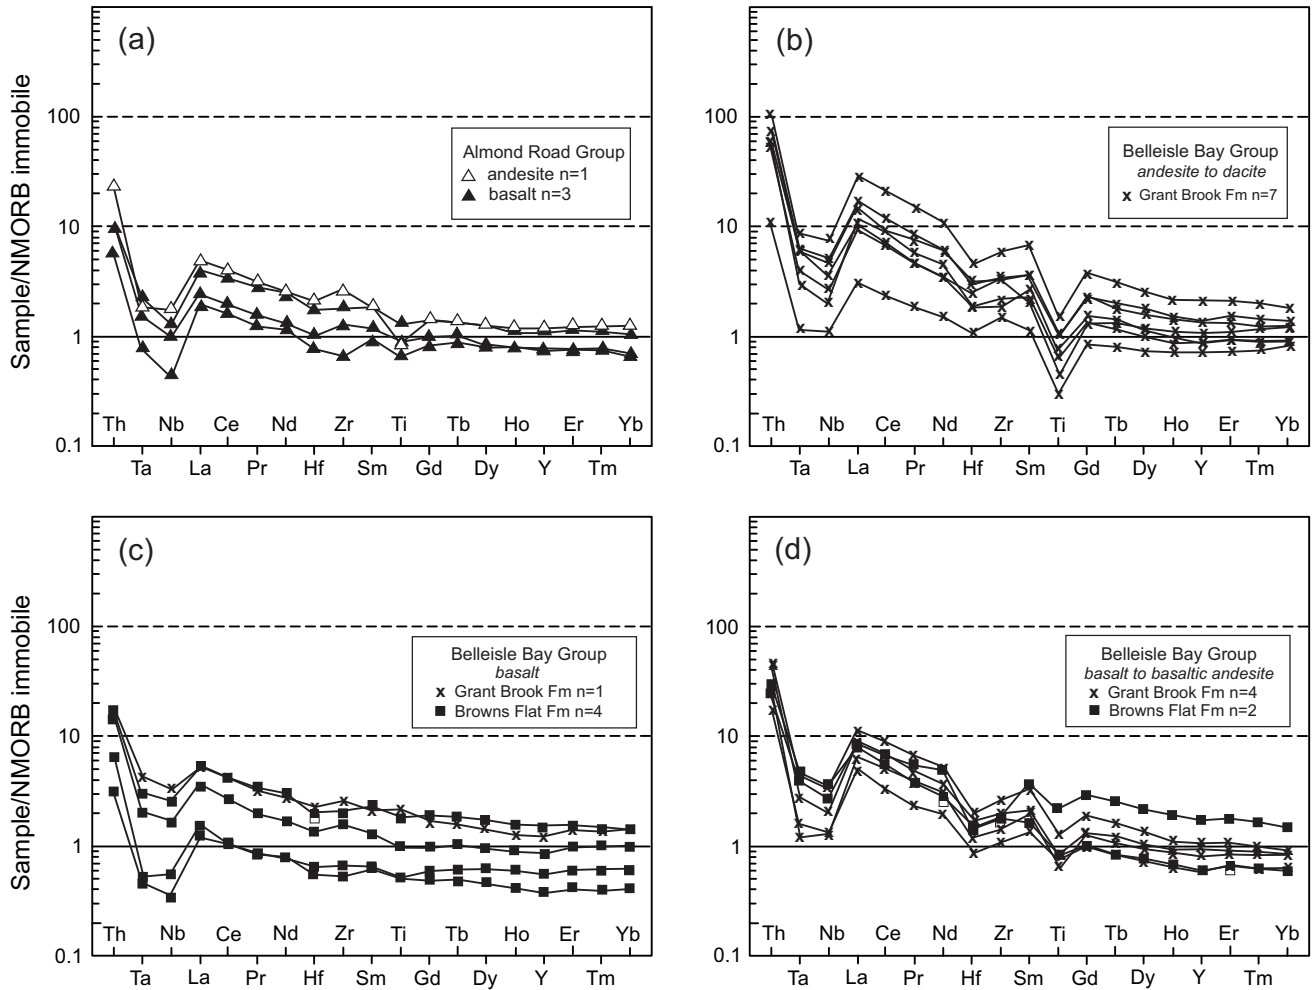 (a)
Sample/NMORB immobile
100
10
1
0.1
Almond Road Group
andesite n=1
basalt n=3
Th Nb La Ce Nd Zr Ti Tb Ho Er Yb
Ta La Pr Hf Sm Gd Dy Y Tm
(b)
100
10
1
0.1
Belleisle Bay Group
andesite to dacite
x Grant Brook Fm n=7
Th Nb Ce Nd Zr Ti Tb Ho Er Yb
Ta La Pr Hf Sm Gd Dy Y Tm
(c)
Sample/NMORB immobile
100
10
1
0.1
Belleisle Bay Group
basalt
x Grant Brook Fm n=1
Browns Flat Fm n=4
Th Nb Ce Nd Zr Ti Tb Ho Er Yb
Ta La Pr Hf Sm Gd Dy Y Tm
(d)
100
10
1
0.1
Belleisle Bay Group
basalt to basaltic andesite
x Grant Brook Fm n=4
Browns Flat Fm n=2
Th Nb Ce Nd Zr Ti Tb Ho Er Yb
Ta La Pr Hf Sm Gd Dy Y Tm